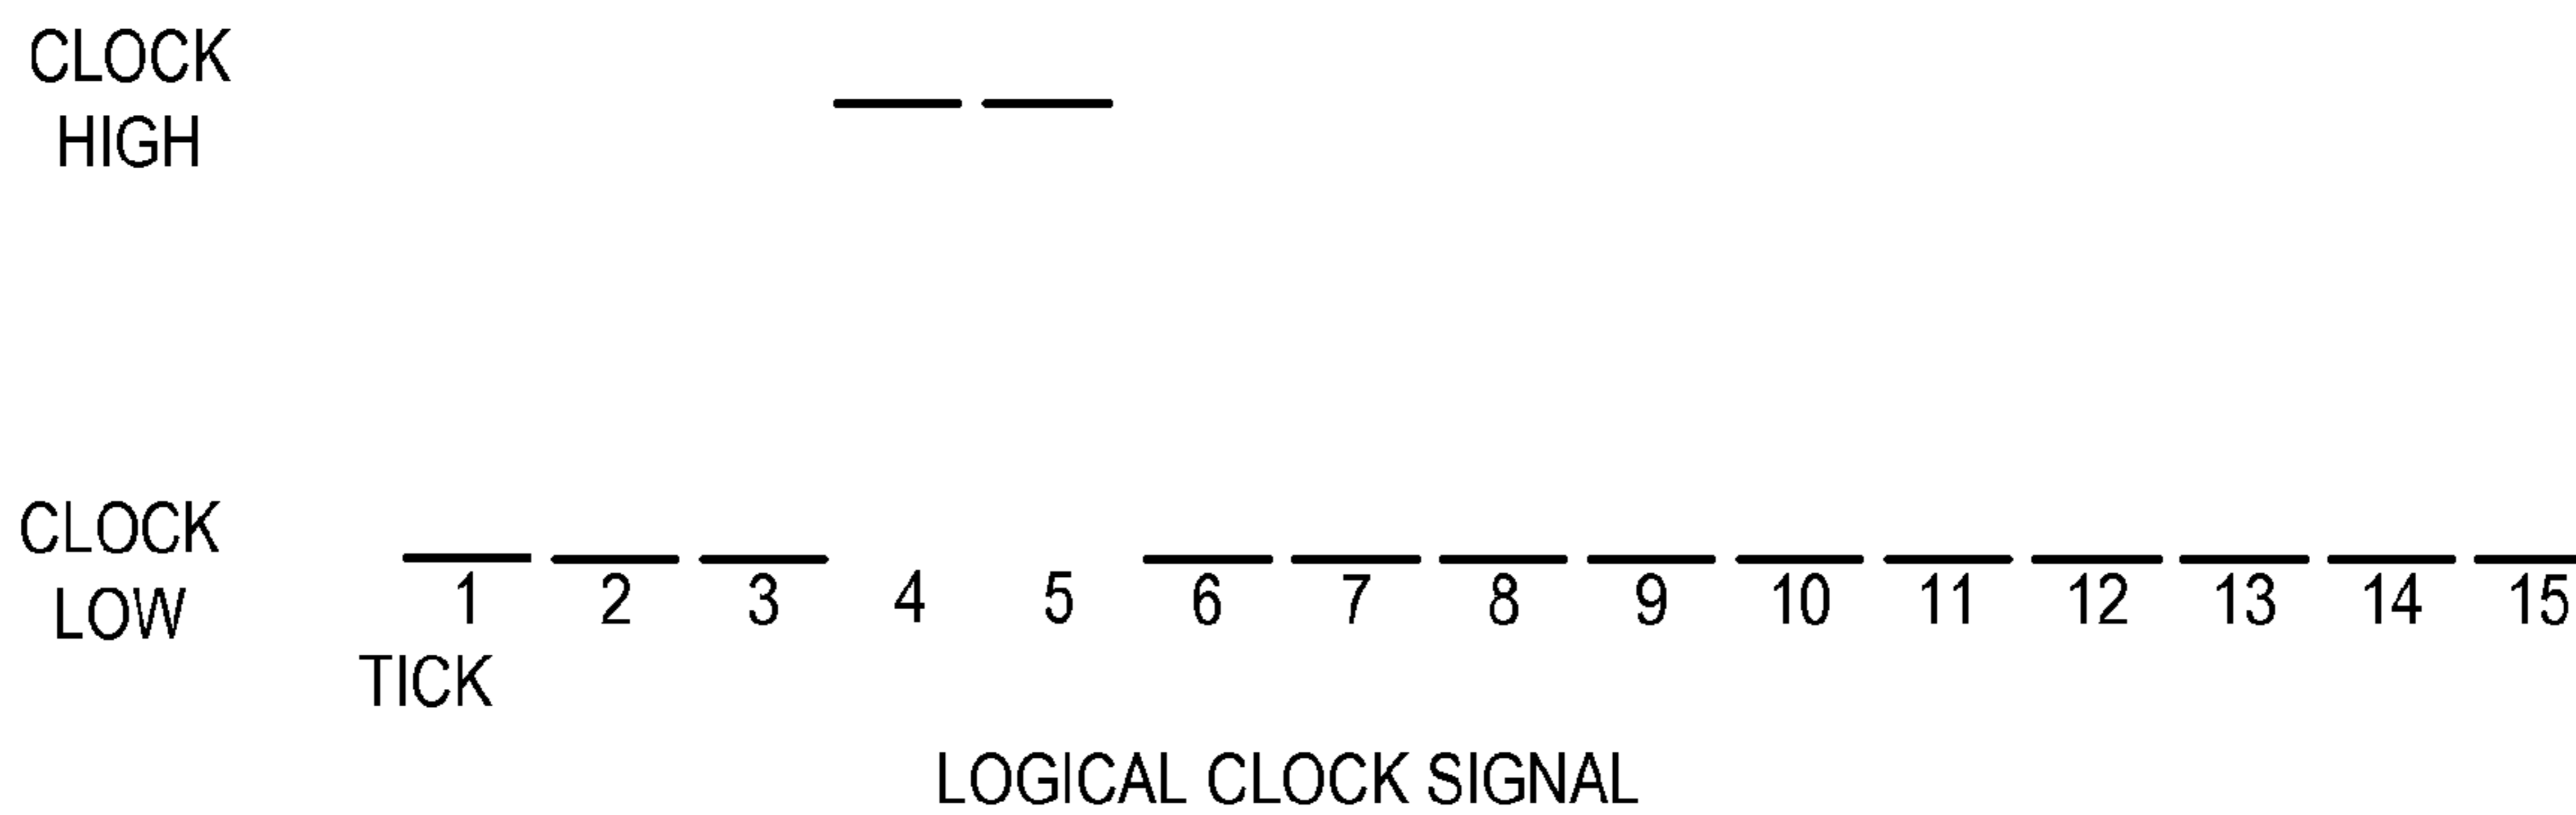 CLOCK
HIGH
CLOCK
LOW
1 2 3 4 5 6 7 8 9 10 11 12 13 14 15
TICK
LOGICAL CLOCK SIGNAL